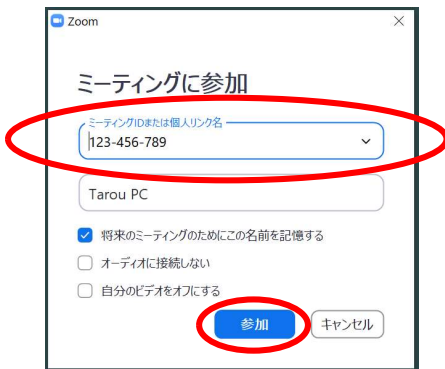 Zoom
ミーティングに参加
ミーティングIDまたは個人リンク名
123-456-789
Tarou PC
将来のミーティングのためにこの名前を記憶する
オーディオに接続しない
自分のビデオをオフにする
参加 キャンセル